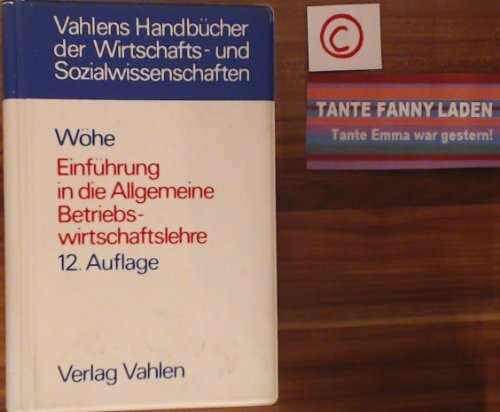 Vahlens Handbücher
der Wirtschafts- und
Sozialwissenschaften
Wöhe
Einführung
in die Allgemeine
Betriebs-
wirtschaftslehre
12. Auflage
Verlag Vahlen
©
TANTE FANNY LADEN
Tante Emma war gestern!